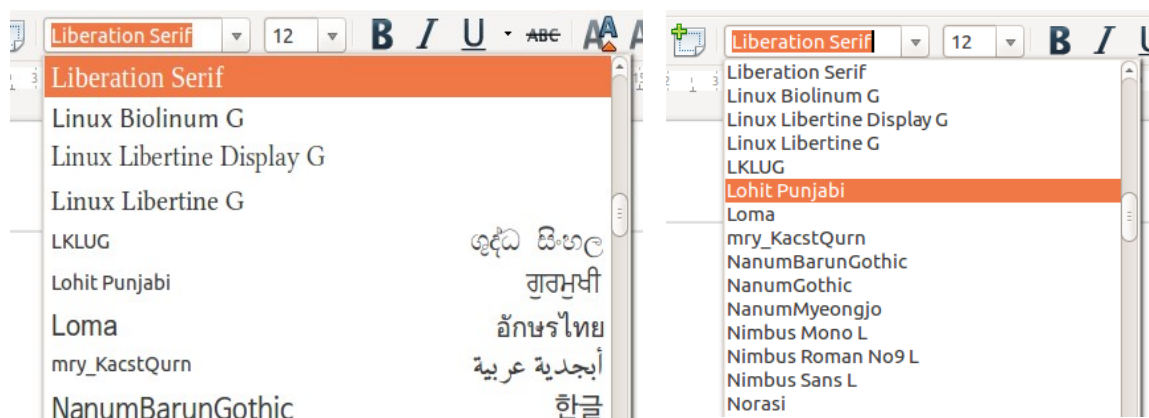 Liberation Serif 12 B I U ABC AA
Liberation Serif
Linux Biolinum G
Linux Libertine Display G
Linux Libertine G
LKLUG ශුද්ධ සිංහල
Lohit Punjabi ਗੁਰਮੁਖੀ
Loma อักษรไทย
mry_KacstQurn أبجدية عربية
NanumBarunGothic 한글
Liberation Serif 12 B I
Liberation Serif
Linux Biolinum G
Linux Libertine Display G
Linux Libertine G
LKLUG
Lohit Punjabi
Loma
mry_KacstQurn
NanumBarunGothic
NanumGothic
NanumMyeongjo
Nimbus Mono L
Nimbus Roman No9 L
Nimbus Sans L
Norasi